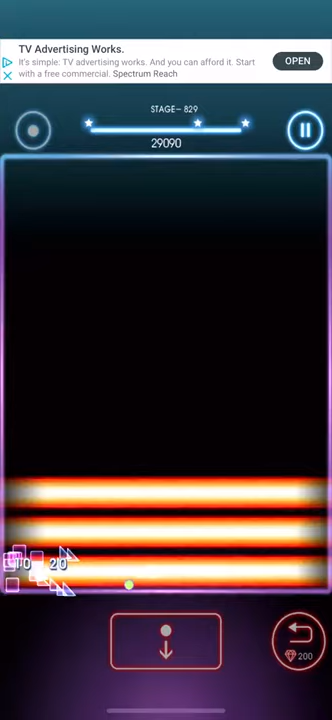 TV Advertising Works.
It's simple: TV advertising works. And you can afford it. Start
with a free commercial. Spectrum Reach
OPEN
STAGE- 829
29090
10 20
200